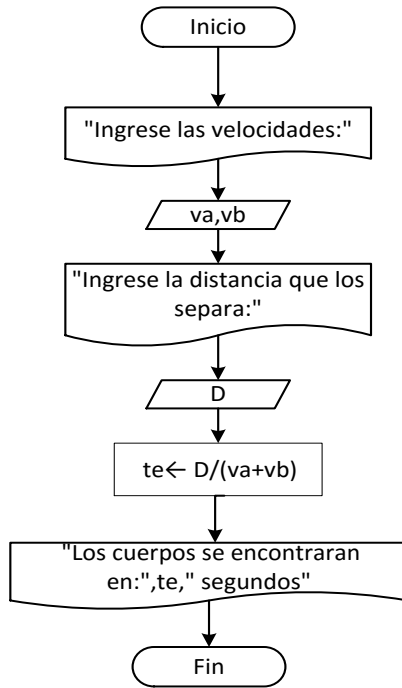 Inicio
"Ingrese las velocidades:"
va,vb
"Ingrese la distancia que los
separa:"
D
te← D/(va+vb)
"Los cuerpos se encontraran
en:",te," segundos"
Fin